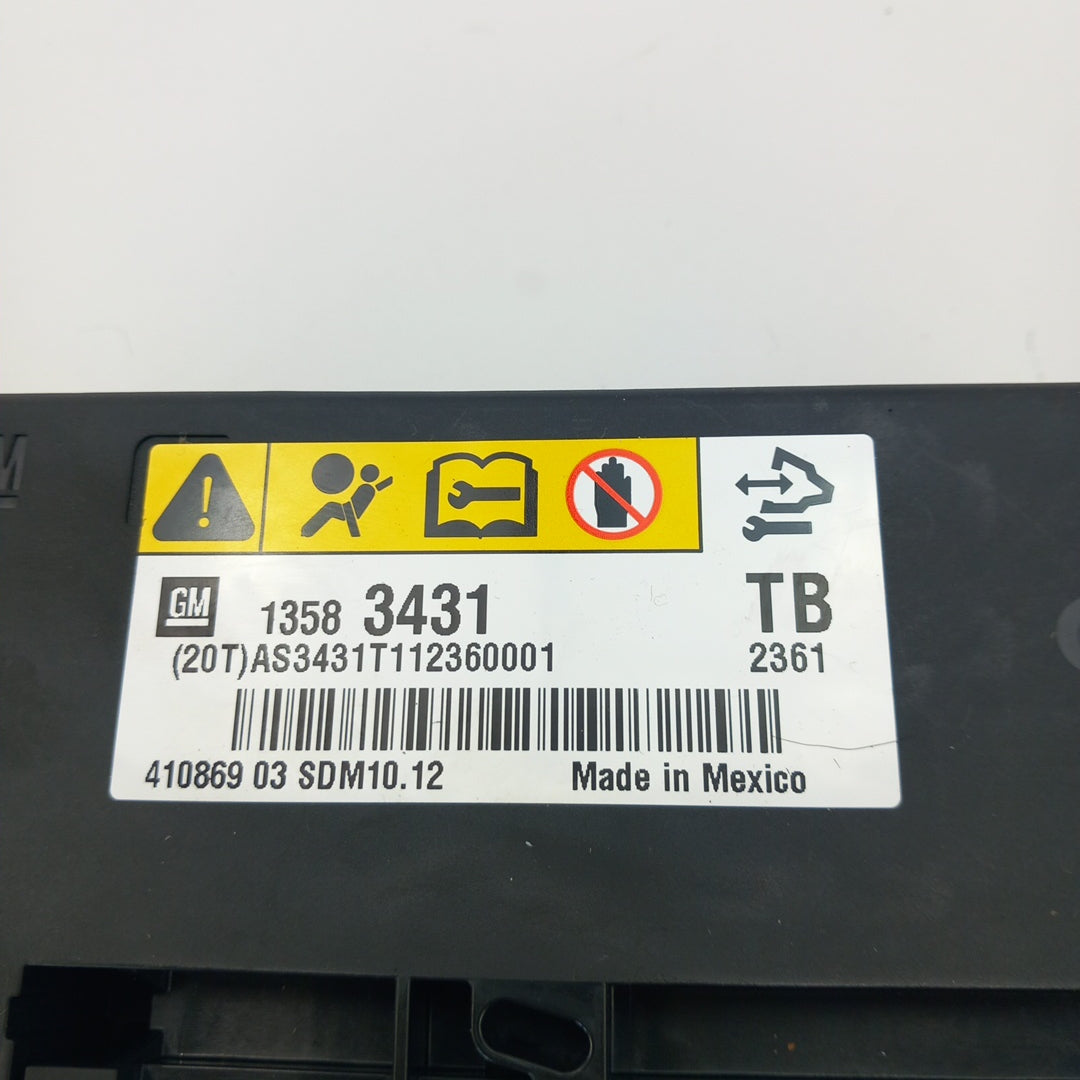 GM 1358 3431 TB
(20T)AS3431T112360001 2361
410869 03 SDM10.12 Made in Mexico